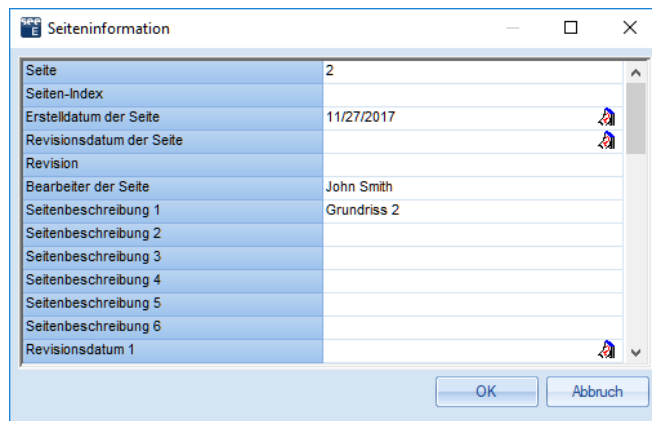 see
E
Seiteninformation
Seite 2
Seiten-Index
Erstelldatum der Seite 11/27/2017
Revisionsdatum der Seite
Revision
Bearbeiter der Seite John Smith
Seitenbeschreibung 1 Grundriss 2
Seitenbeschreibung 2
Seitenbeschreibung 3
Seitenbeschreibung 4
Seitenbeschreibung 5
Seitenbeschreibung 6
Revisionsdatum 1
OK Abbruch